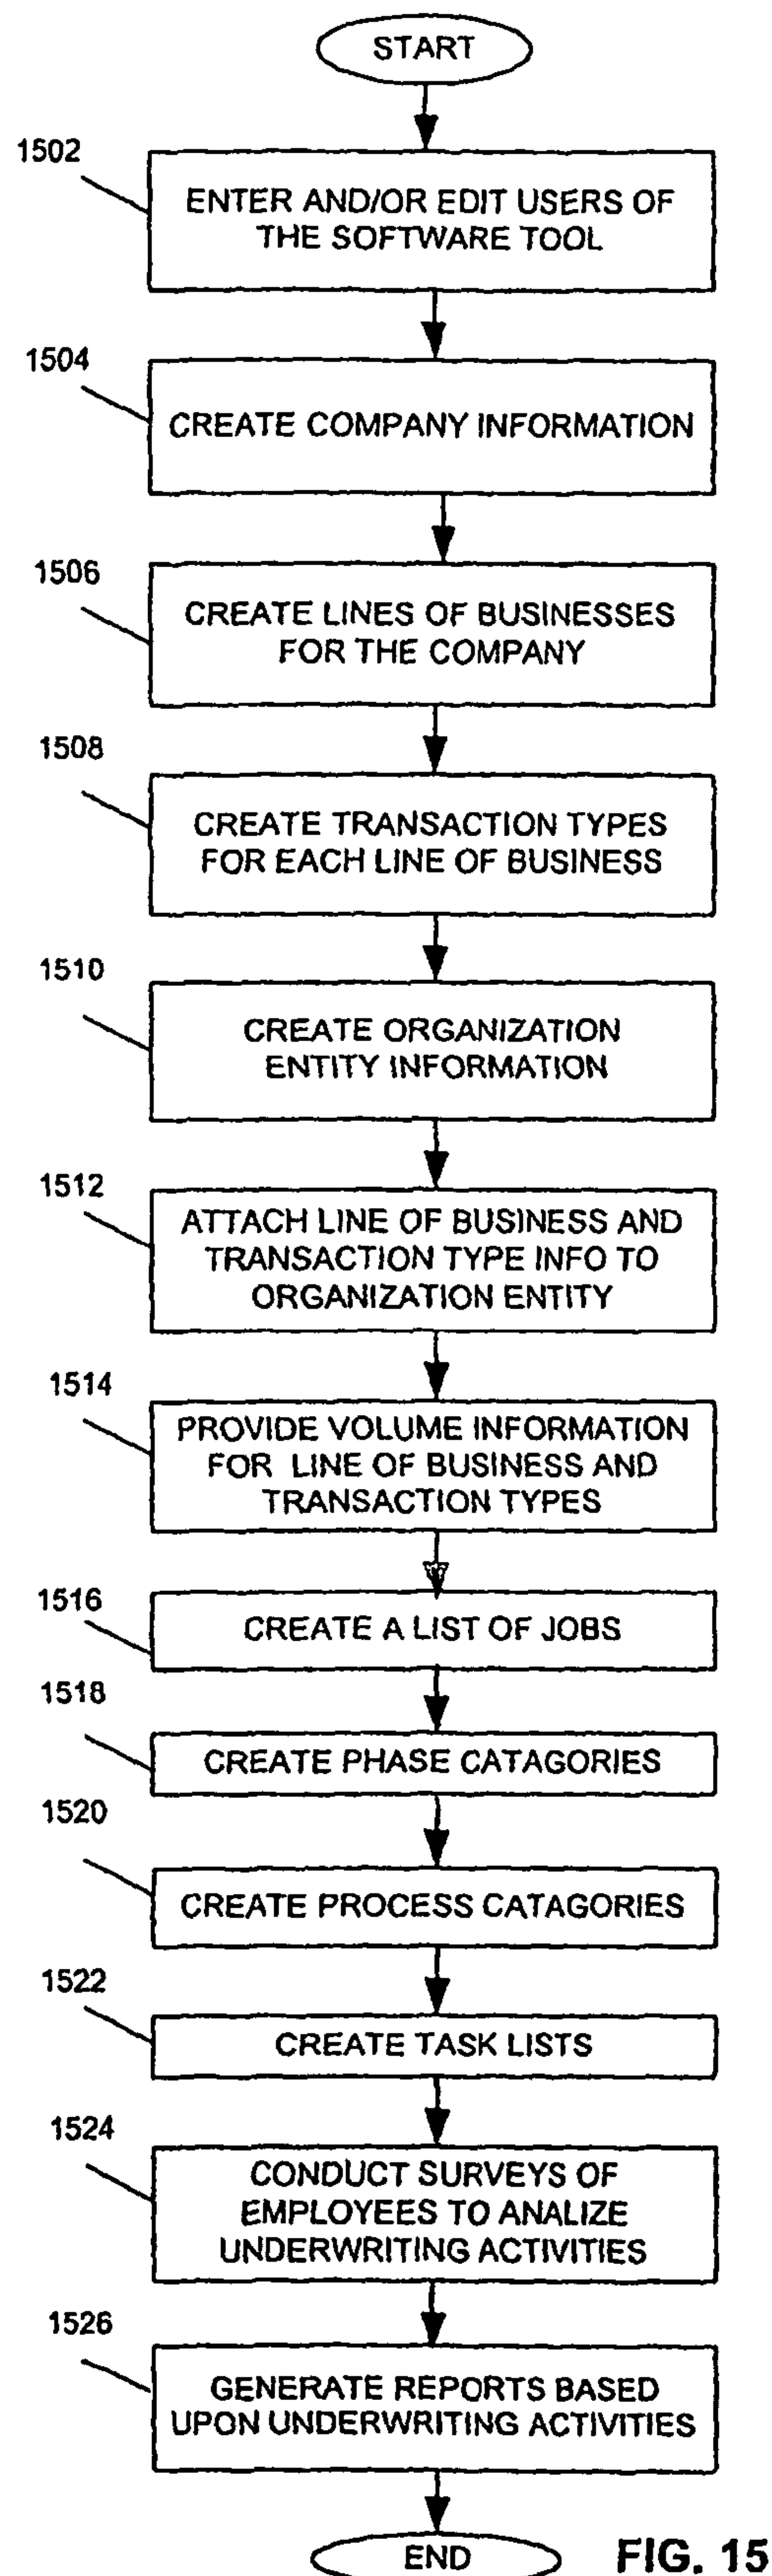 START
1502
ENTER AND/OR EDIT USERS OF
THE SOFTWARE TOOL
1504
CREATE COMPANY INFORMATION
1506
CREATE LINES OF BUSINESSES
FOR THE COMPANY
1508
CREATE TRANSACTION TYPES
FOR EACH LINE OF BUSINESS
1510
CREATE ORGANIZATION
ENTITY INFORMATION
1512
ATTACH LINE OF BUSINESS AND
TRANSACTION TYPE INFO TO
ORGANIZATION ENTITY
1514
PROVIDE VOLUME INFORMATION
FOR LINE OF BUSINESS AND
TRANSACTION TYPES
1516
CREATE A LIST OF JOBS
1518
CREATE PHASE CATAGORIES
1520
CREATE PROCESS CATAGORIES
1522
CREATE TASK LISTS
1524
CONDUCT SURVEYS OF
EMPLOYEES TO ANALIZE
UNDERWRITING ACTIVITIES
1526
GENERATE REPORTS BASED
UPON UNDERWRITING ACTIVITIES
END
FIG. 15